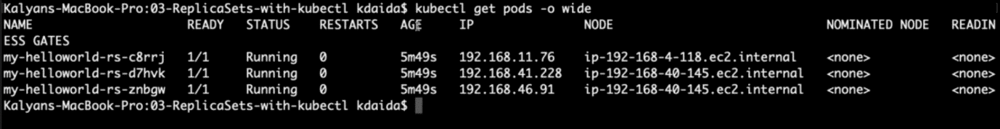 Kalyans-MacBook-Pro:03-ReplicaSets-with-kubectl kdaida$ kubectl get pods -o wide
NAME READY STATUS RESTARTS AGE IP NODE NOMINATED NODE READIN
ESS GATES
my-helloworld-rs-c8rrj 1/1 Running 0 5m49s 192.168.11.76 ip-192-168-4-118.ec2.internal <none> <none>
my-helloworld-rs-d7hvk 1/1 Running 0 5m49s 192.168.41.228 ip-192-168-40-145.ec2.internal <none> <none>
my-helloworld-rs-znbgw 1/1 Running 0 5m49s 192.168.46.91 ip-192-168-40-145.ec2.internal <none> <none>
Kalyans-MacBook-Pro:03-ReplicaSets-with-kubectl kdaida$